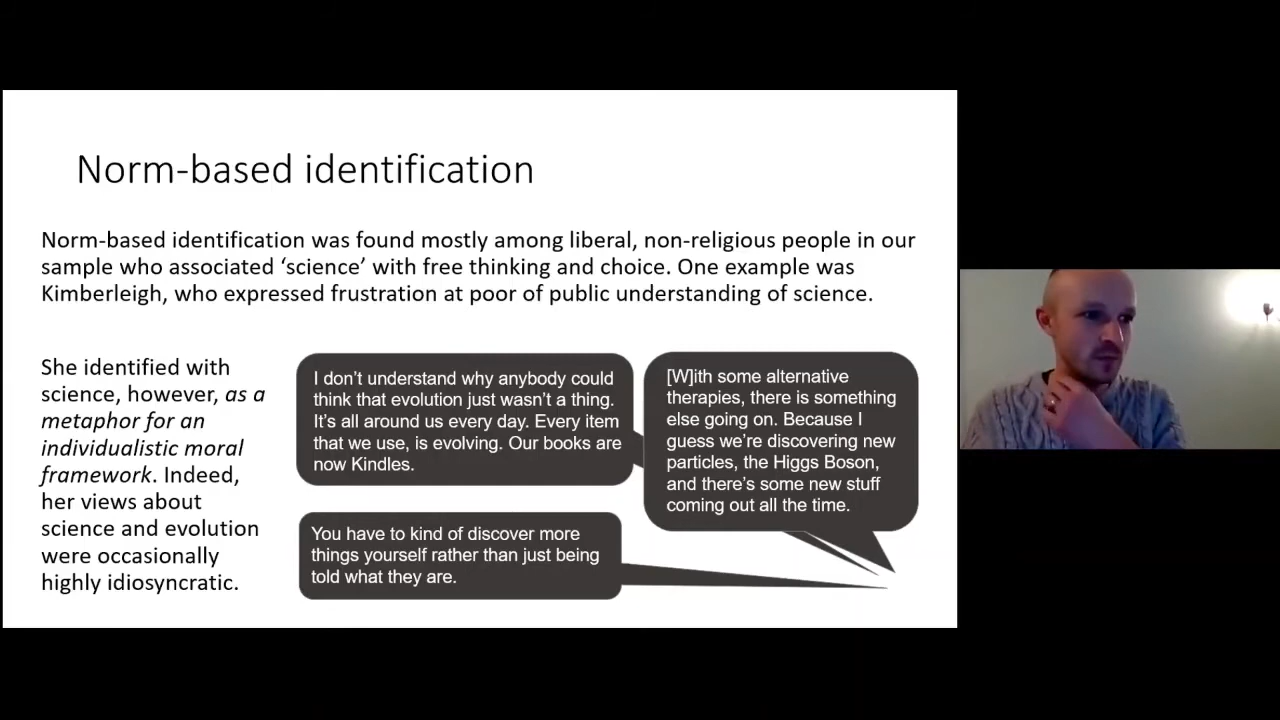 Norm-based identification
Norm-based identification was found mostly among liberal, non-religious people in our
sample who associated ‘science’ with free thinking and choice. One example was
Kimberleigh, who expressed frustration at poor of public understanding of science.
She identified with
science, however, as a
metaphor for an
individualistic moral
framework. Indeed,
her views about
science and evolution
were occasionally
highly idiosyncratic.
I don’t understand why anybody could
think that evolution just wasn’t a thing.
It’s all around us every day. Every item
that we use, is evolving. Our books are
now Kindles.
[W]ith some alternative
therapies, there is something
else going on. Because I
guess we’re discovering new
particles, the Higgs Boson,
and there’s some new stuff
coming out all the time.
You have to kind of discover more
things yourself rather than just being
told what they are.